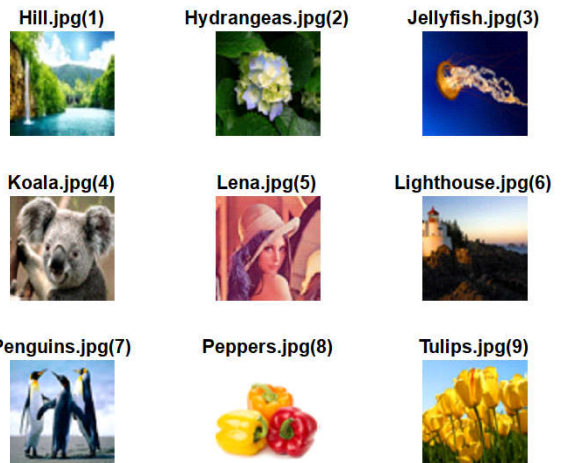 Hill.jpg(1)
Hydrangeas.jpg(2)
Jellyfish.jpg(3)
Koala.jpg(4)
Lena.jpg(5)
Lighthouse.jpg(6)
Penguins.jpg(7)
Peppers.jpg(8)
Tulips.jpg(9)